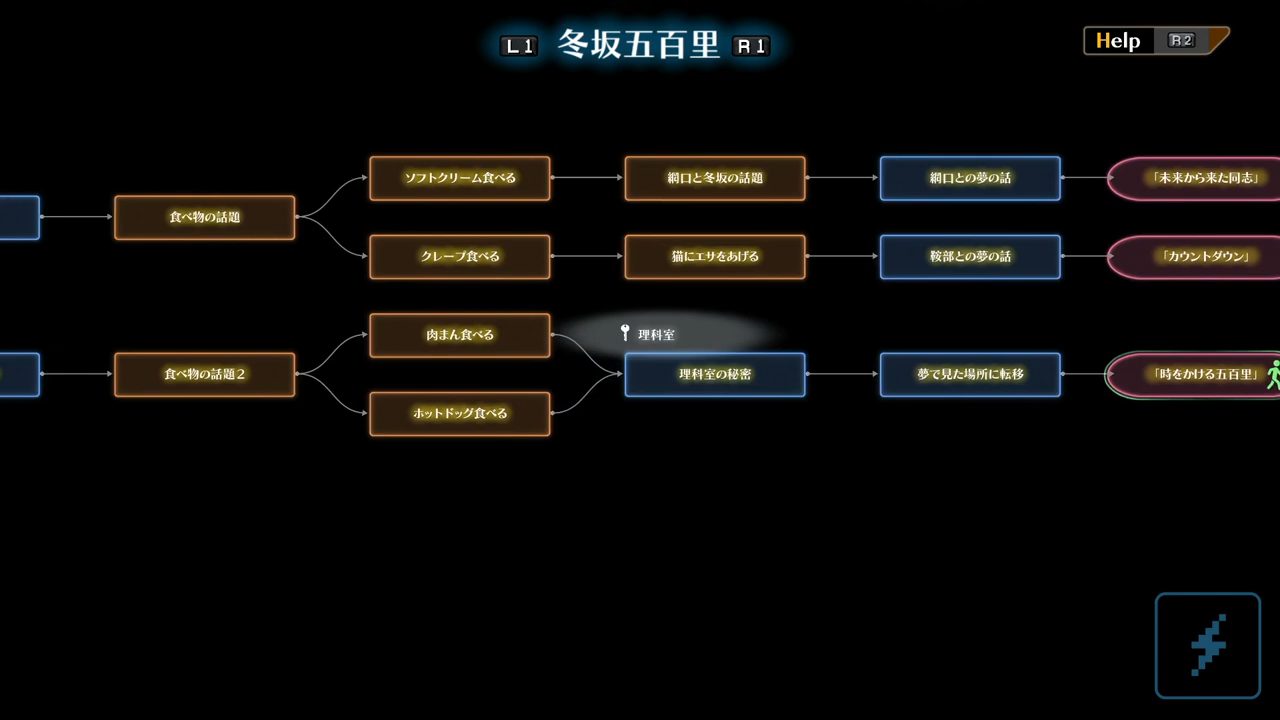 L1 冬坂五百里 R1
Help R2
ソフトクリーム食べる
網口と冬坂の話題
網口との夢の話
「未来から来た同志」
食べ物の話題
クレープ食べる
猫にエサをあげる
鞍部との夢の話
「カウントダウン」
肉まん食べる
理科室
食べ物の話題2
理科室の秘密
夢で見た場所に転移
「時をかける五百里」
ホットドッグ食べる